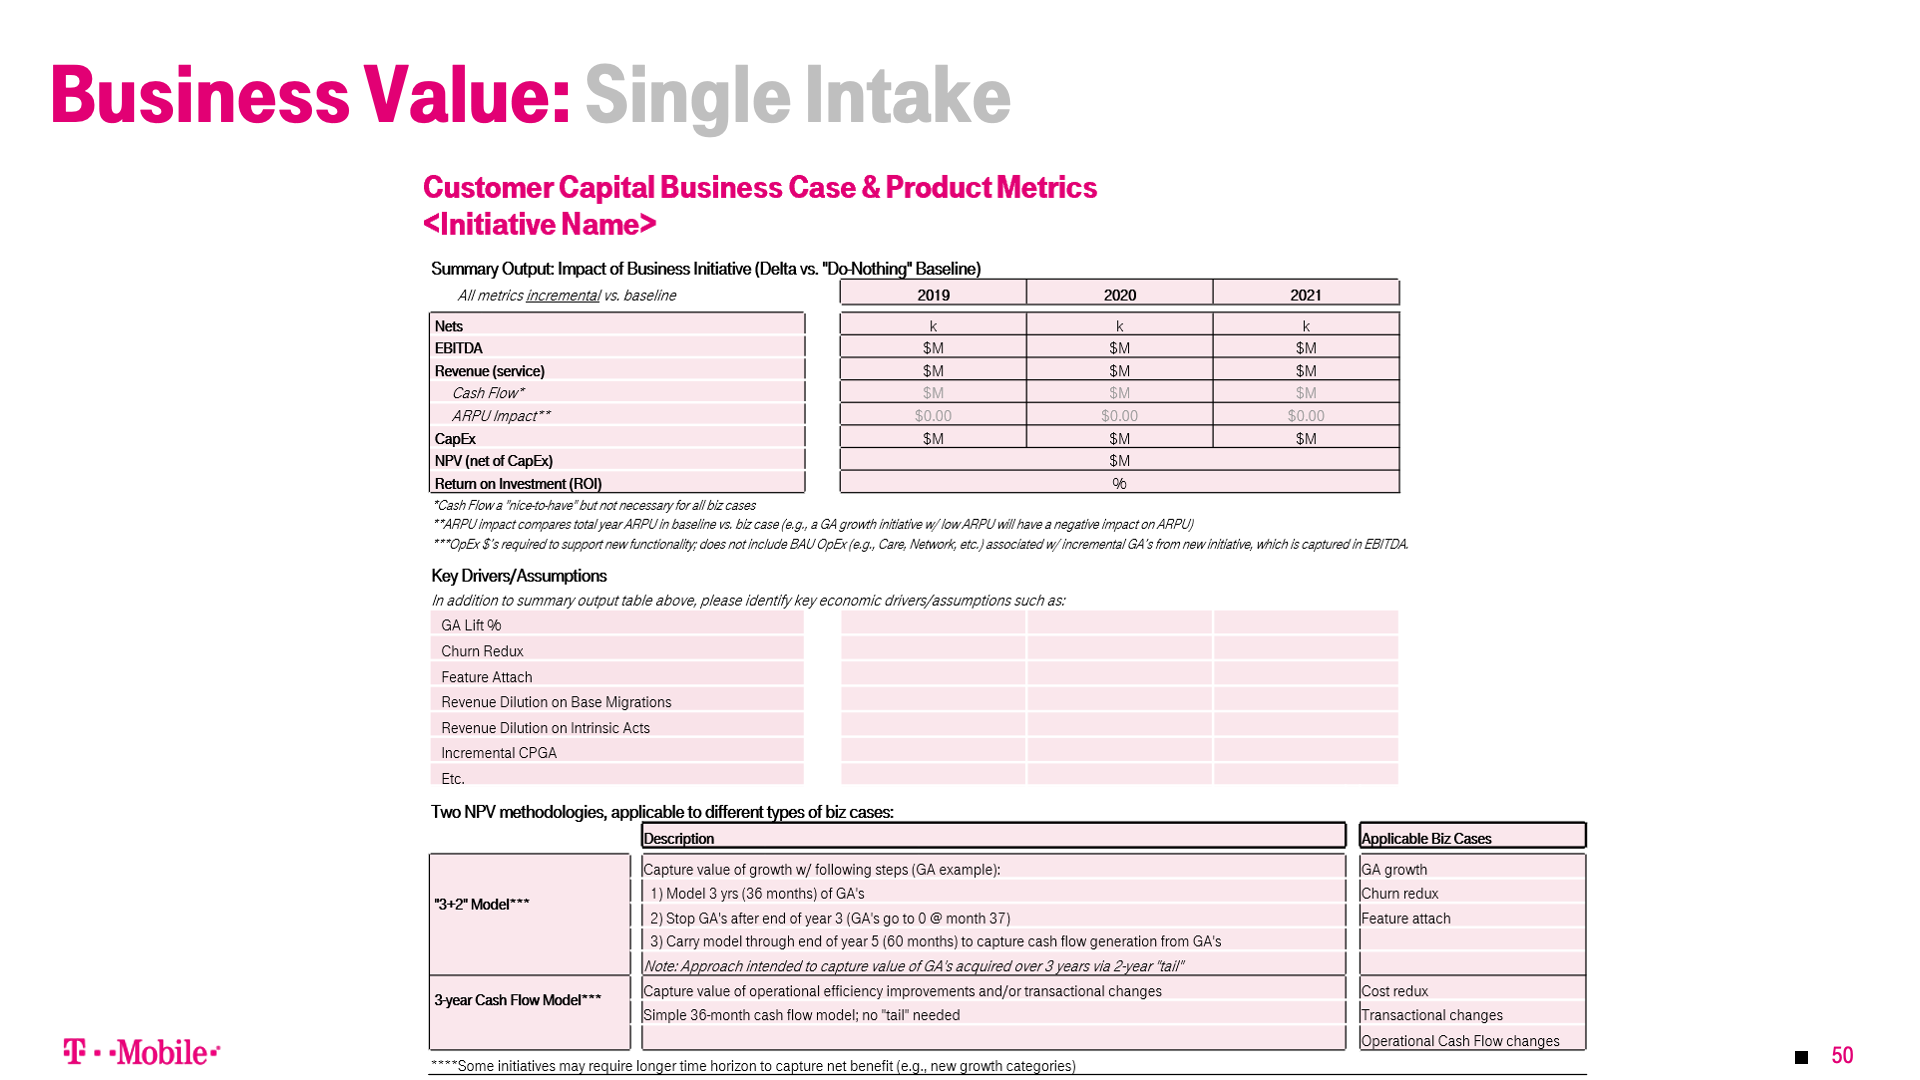 Business Value: Single Intake
Customer Capital Business Case & Product Metrics
<Initiative Name>
Summary Output: Impact of Business Initiative (Delta vs. "Do-Nothing" Baseline)
All metrics incremental vs. baseline 2019 2020 2021
Nets k k k
EBITDA $M $M $M
Revenue (service) $M $M $M
Cash Flow* $M $M $M
ARPU Impact** $0.00 $0.00 $0.00
CapEx $M $M $M
NPV (net of CapEx) $M
Return on Investment (ROI) %
*Cash Flow a "nice-to-have" but not necessary for all biz cases
**ARPU impact compares total year ARPU in baseline vs. biz case (e.g., a GA growth initiative w/ low ARPU will have a negative impact on ARPU)
***OpEx $'s required to support new functionality; does not include BAU OpEx (e.g., Care, Network, etc.) associated w/ incremental GA's from new initiative, which is captured in EBITDA.
Key Drivers/Assumptions
In addition to summary output table above, please identify key economic drivers/assumptions such as:
GA Lift %
Churn Redux
Feature Attach
Revenue Dilution on Base Migrations
Revenue Dilution on Intrinsic Acts
Incremental CPGA
Etc.
Two NPV methodologies, applicable to different types of biz cases:
Description Applicable Biz Cases
Capture value of growth w/ following steps (GA example): GA growth
1) Model 3 yrs (36 months) of GA's Churn redux
"3+2" Model***
2) Stop GA's after end of year 3 (GA's go to 0 @ month 37) Feature attach
3) Carry model through end of year 5 (60 months) to capture cash flow generation from GA's
Note: Approach intended to capture value of GA's acquired over 3 years via 2-year "tail"
Capture value of operational efficiency improvements and/or transactional changes Cost redux
3-year Cash Flow Model***
Simple 36-month cash flow model; no "tail" needed Transactional changes
Operational Cash Flow changes
****Some initiatives may require longer time horizon to capture net benefit (e.g., new growth categories)
T··Mobile·
50